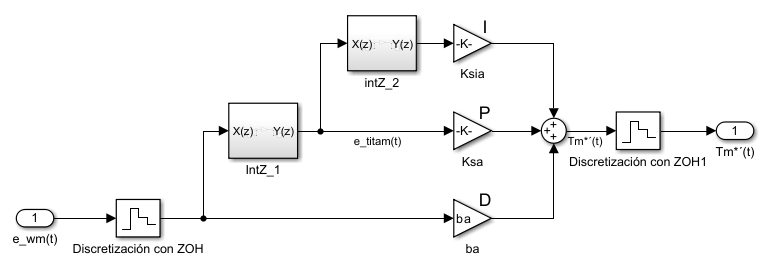 X(z) Y(z)
intZ_2
-K-
I
Ksia
X(z) Y(z)
IntZ_1
e_titam(t)
-K-
P
Ksa
+
+
+
Tm*´(t)
Discretización con ZOH1
1
Tm*´(t)
1
e_wm(t)
Discretización con ZOH
ba
D
ba